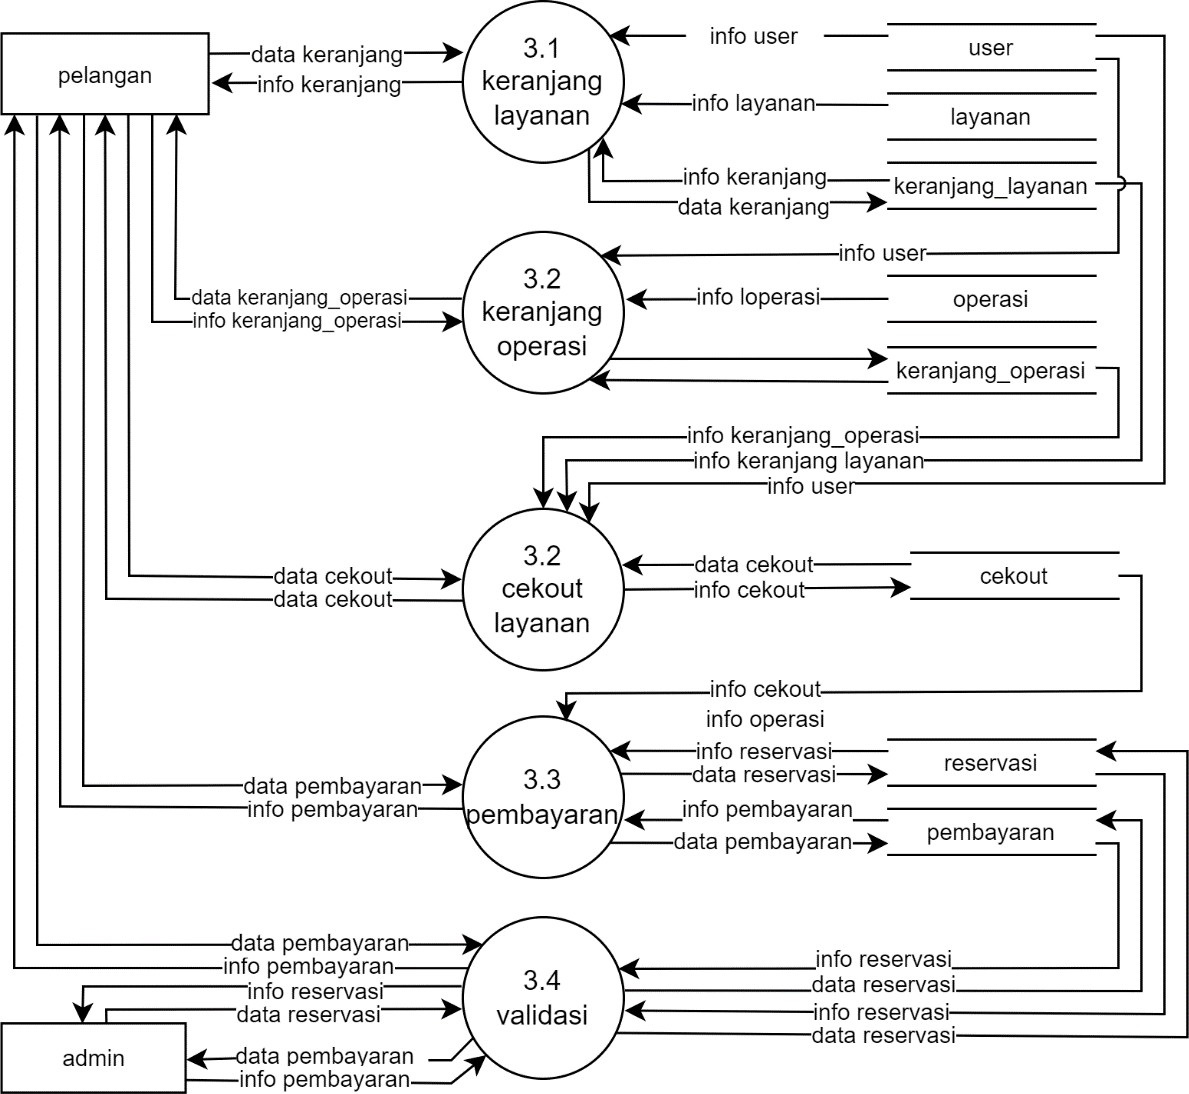 pelangan
data keranjang
info keranjang
3.1
keranjang
layanan
info user
user
info layanan
layanan
info keranjang
data keranjang
keranjang_layanan
info user
3.2
keranjang
operasi
data keranjang_operasi
info keranjang_operasi
info loperasi
operasi
keranjang_operasi
info keranjang_operasi
info keranjang layanan
info user
3.2
cekout
layanan
data cekout
data cekout
data cekout
info cekout
cekout
info cekout
info operasi
info reservasi
data reservasi
reservasi
3.3
pembayaran
data pembayaran
info pembayaran
info pembayaran
data pembayaran
pembayaran
data pembayaran
info pembayaran
info reservasi
data reservasi
3.4
validasi
info reservasi
data reservasi
info reservasi
data reservasi
admin
data pembayaran
info pembayaran